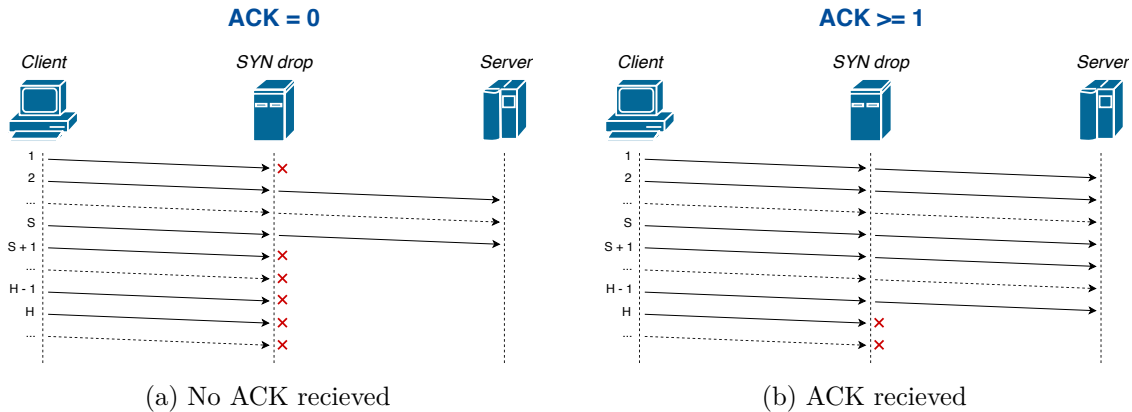 ACK = 0
Client
SYN drop
Server
1
2
...
S
S + 1
...
H - 1
H
...
(a) No ACK recieved
ACK >= 1
Client
SYN drop
Server
1
2
...
S
S + 1
...
H - 1
H
...
(b) ACK recieved